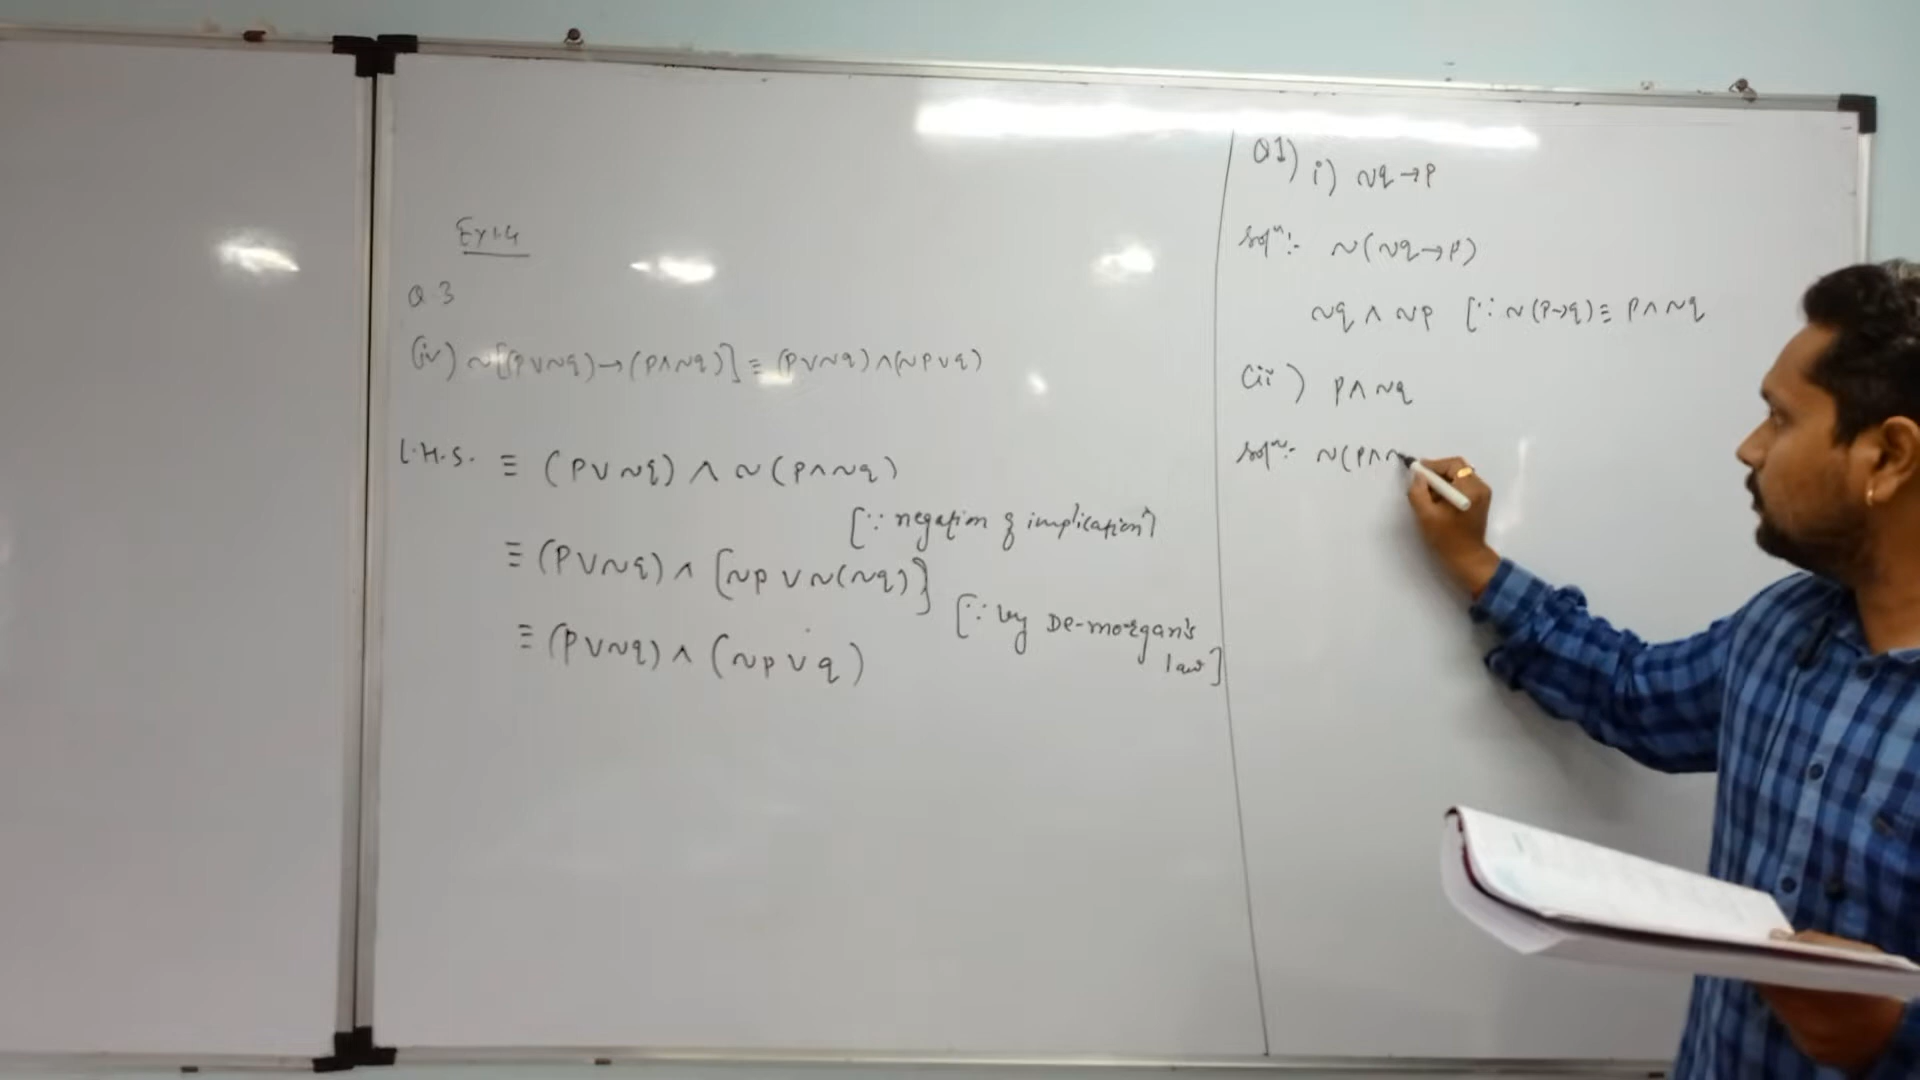 Ex 1.4
Q 3
(iv) ~[(p∨~q)→(p∧~q)] ≡ (p∨~q)∧(~p∨q)
L.H.S. ≡ (p∨~q) ∧ ~(p∧~q)
[∵ negation of implication]
≡ (p∨~q) ∧ [~p ∨ ~(~q)]
[∵ by De-morgan's
law]
≡ (p∨~q) ∧ (~p∨q)
Q1) i) ~q→p
Solⁿ:- ~(~q→p)
~q ∧ ~p [∵ ~(p→q) ≡ p∧~q
(ii) p∧~q
Solⁿ:- ~(p∧~